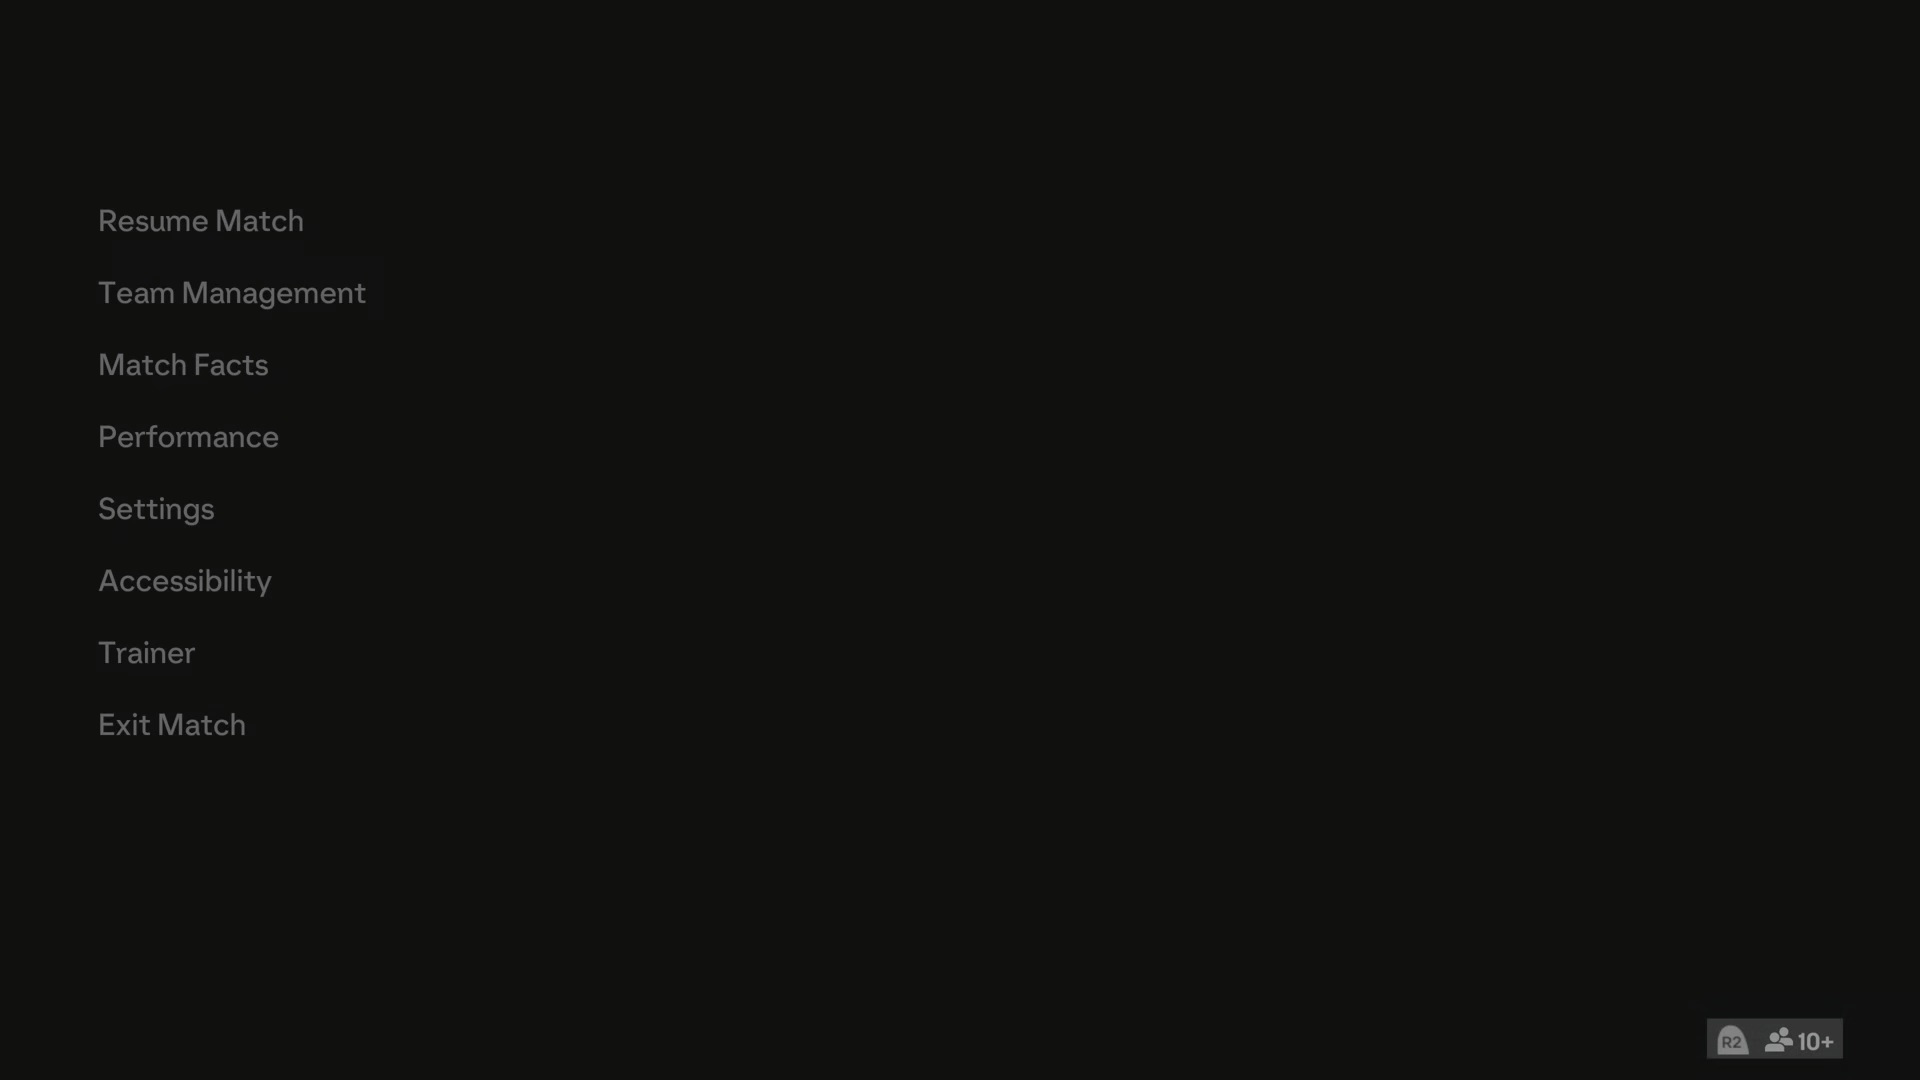 Resume Match
Team Management
Match Facts
Performance
Settings
Accessibility
Trainer
Exit Match
R2 10+